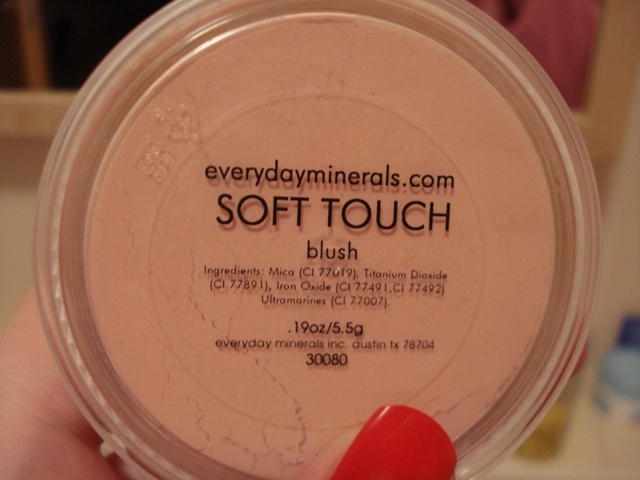 everydayminerals.com
SOFT TOUCH
blush
Ingredients: Mica (CI 77019), Titanium Dioxide
(CI 77891), Iron Oxide (CI 77491,CI 77492)
Ultramarines (CI 77007).
.19oz/5.5g
everyday minerals inc. austin tx 78704
30080